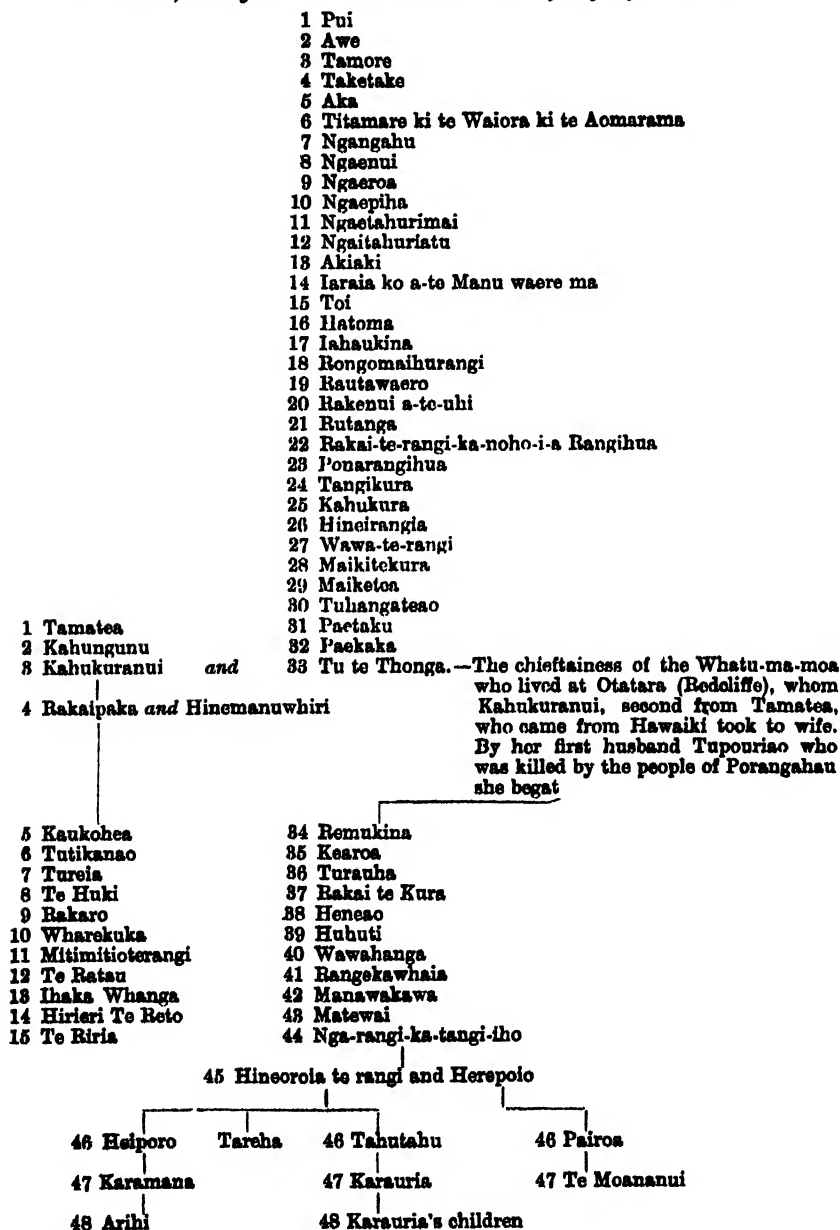 1 Pui
2 Awe
3 Tamore
4 Taketake
5 Aka
6 Titamare ki te Waiora ki te Aomarama
7 Ngangahu
8 Ngaenui
9 Ngaeroa
10 Ngaepiha
11 Ngaetahurimai
12 Ngaitahuriatu
13 Akiaki
14 Iaraia ko a-te Manu waere ma
15 Toi
16 Hatoma
17 Iahaukina
18 Rongomaihurangi
19 Rautawaero
20 Rakenui a-te-uhi
21 Rutanga
22 Rakai-te-rangi-ka-noho-i-a Rangihua
23 Ponarangihua
24 Tangikura
25 Kahukura
26 Hineirangia
27 Wawa-te-rangi
28 Maikitekura
29 Maiketoa
30 Tuhangateao
1 Tamatea 31 Paetaku
2 Kahungunu 32 Paekaka
3 Kahukuranui and 33 Tu te Thonga.—The chieftainess of the Whatu-ma-moa
who lived at Otatara (Redcliffe), whom
4 Rakaipaka and Hinemanuwhiri Kahukuranui, second from Tamatea,
who came from Hawaiki took to wife.
By her first husband Tupouriao who
was killed by the people of Porangahau
she begat
5 Kaukohea 34 Remukina
6 Tutikanao 35 Kearoa
7 Tureia 36 Turauha
8 Te Huki 37 Rakai te Kura
9 Rakaro 38 Heneao
10 Wharekuka 39 Huhuti
11 Mitimitioterangi 40 Wawahanga
12 Te Ratau 41 Rangekawhaia
13 Ihaka Whanga 42 Manawakawa
14 Hirieri Te Reto 43 Matewai
15 Te Riria 44 Nga-rangi-ka-tangi-iho
45 Hineoroia te rangi and Herepoio
46 Heiporo Tareha 46 Tahutahu 46 Pairoa
47 Karamana 47 Karauria 47 Te Moananui
48 Arihi 48 Karauria's children